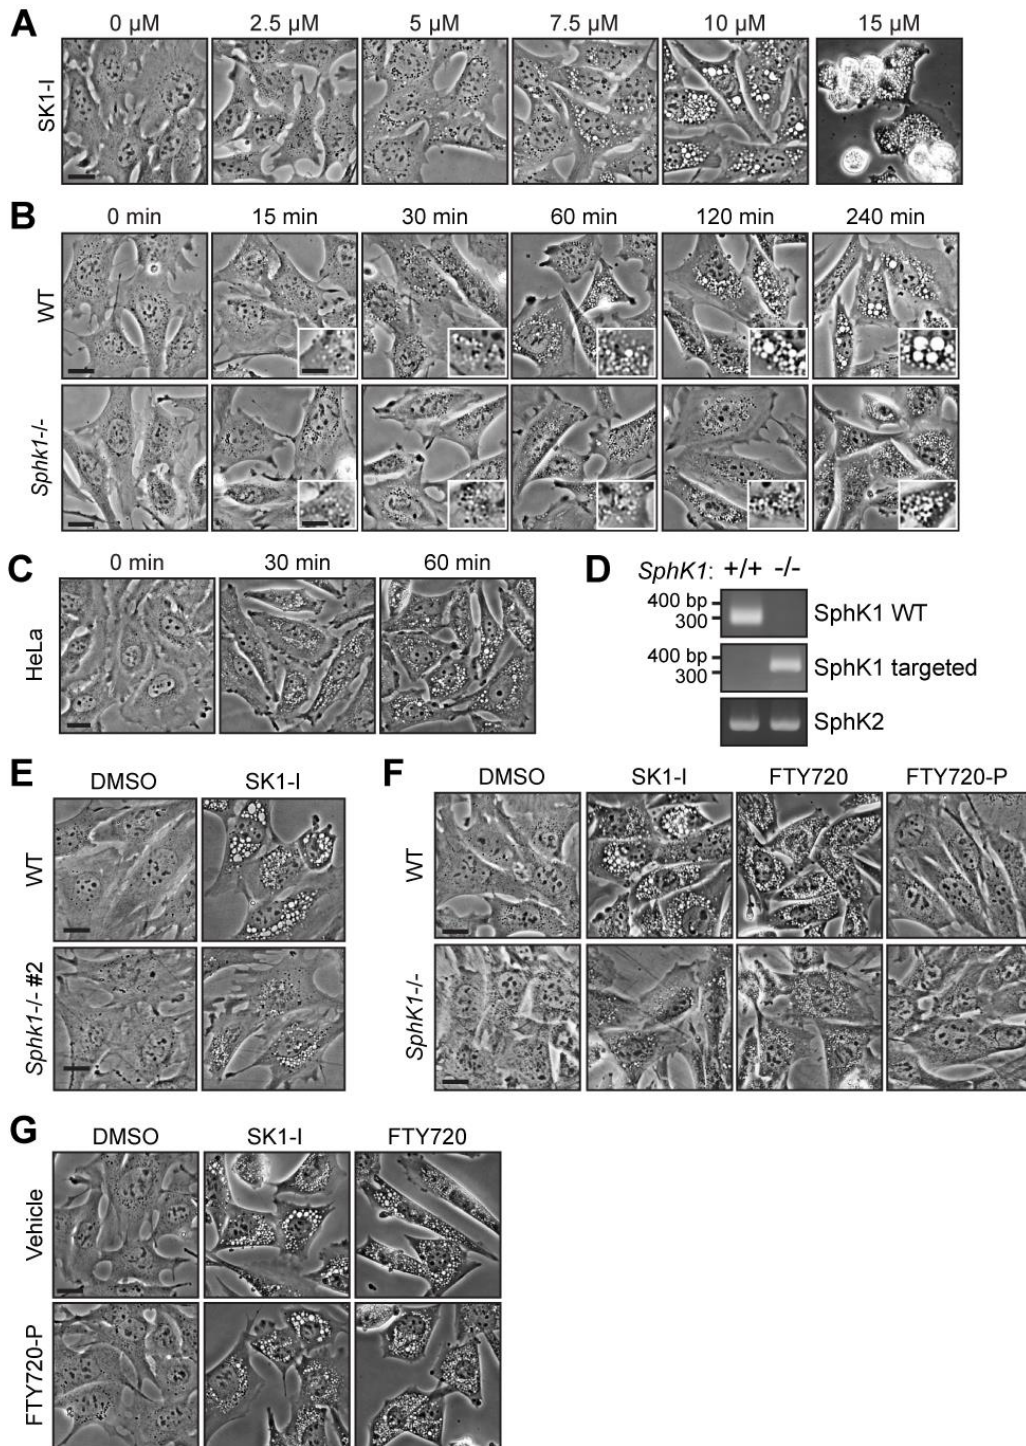 A
0 µM 2.5 µM 5 µM 7.5 µM 10 µM 15 µM
SK1-I
B
0 min 15 min 30 min 60 min 120 min 240 min
WT
Sphk1-/-
C
0 min 30 min 60 min
HeLa
D
SphK1: +/+ -/-
400 bp
300
SphK1 WT
400 bp
300
SphK1 targeted
SphK2
E
DMSO SK1-I
WT
Sphk1-/- #2
F
DMSO SK1-I FTY720 FTY720-P
WT
SphK1-/-
G
DMSO SK1-I FTY720
Vehicle
FTY720-P